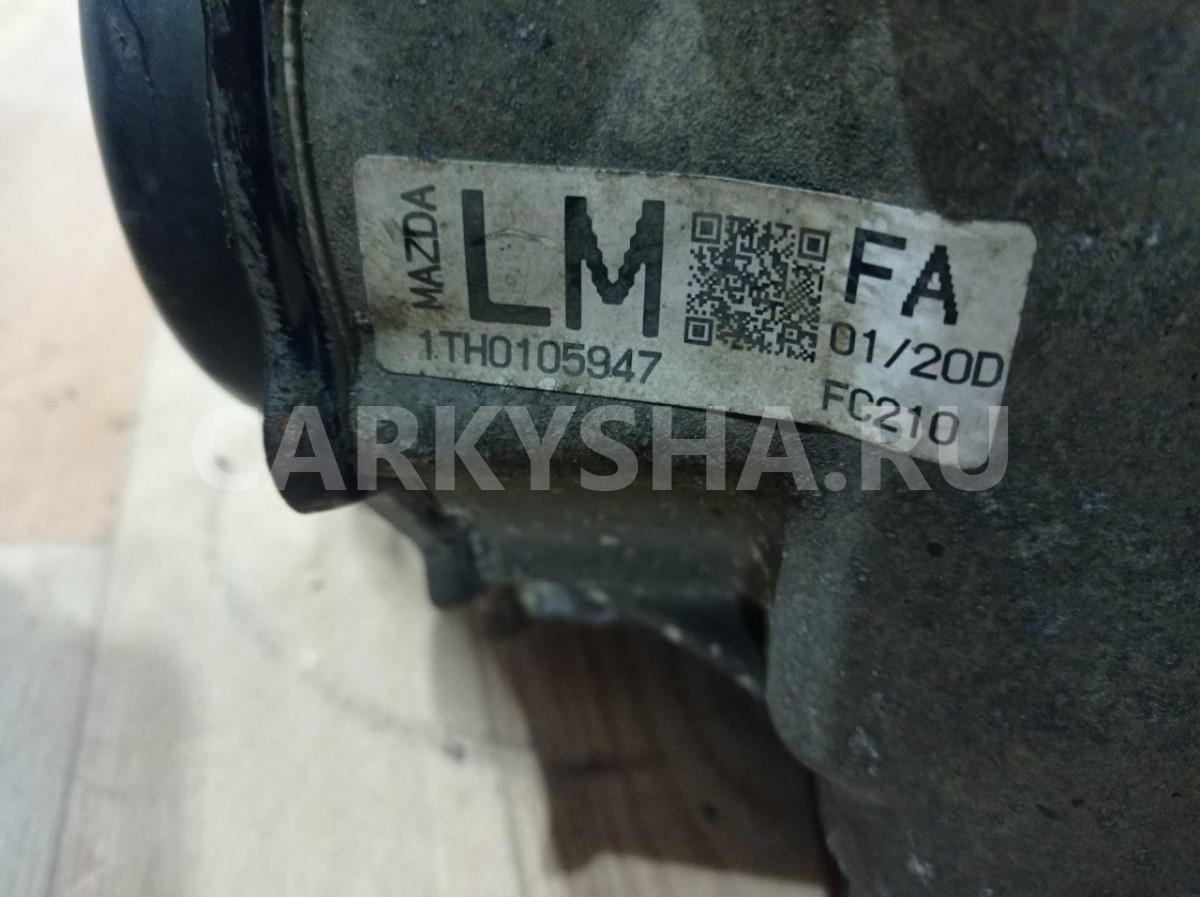 MAZDA
LM
FA
1TH0105947
01/20D
FC210
CARKYSHA.RU